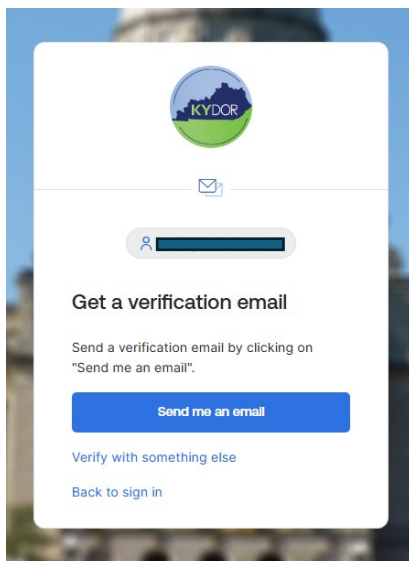 KYDOR
Get a verification email
Send a verification email by clicking on
"Send me an email".
Send me an email
Verify with something else
Back to sign in